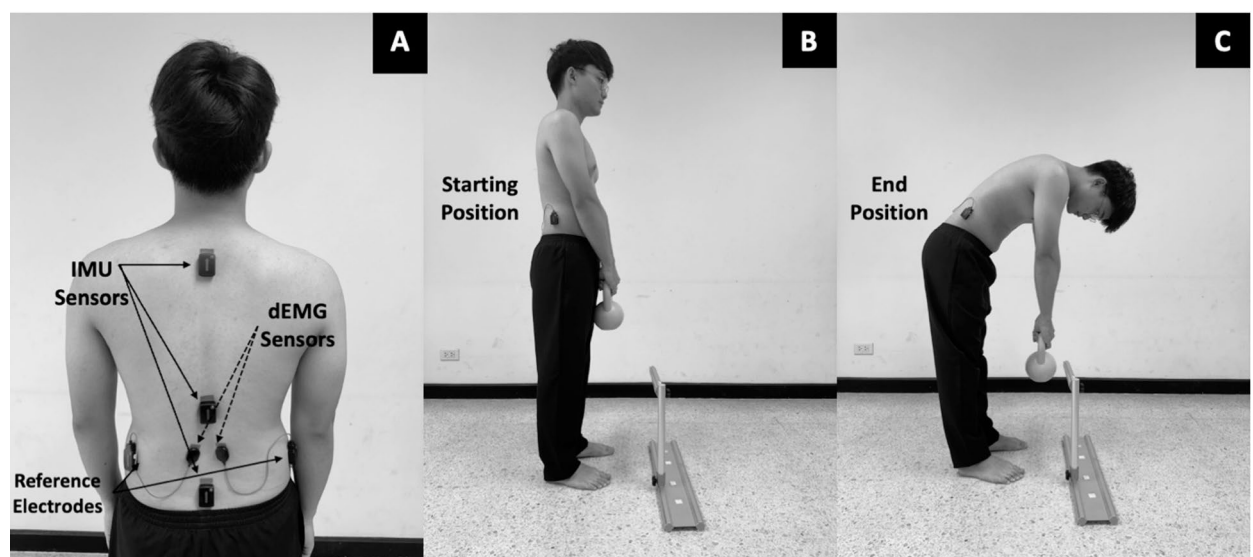 A
IMU
Sensors
dEMG
Sensors
Reference
Electrodes
B
Starting
Position
C
End
Position